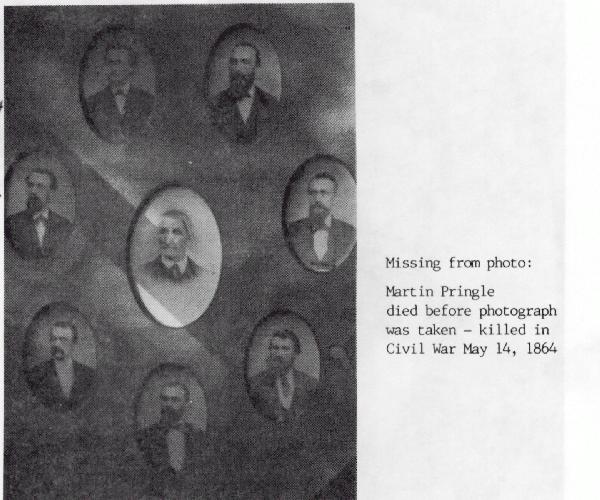 Missing from photo:
Martin Pringle
died before photograph
was taken - killed in
Civil War May 14, 1864